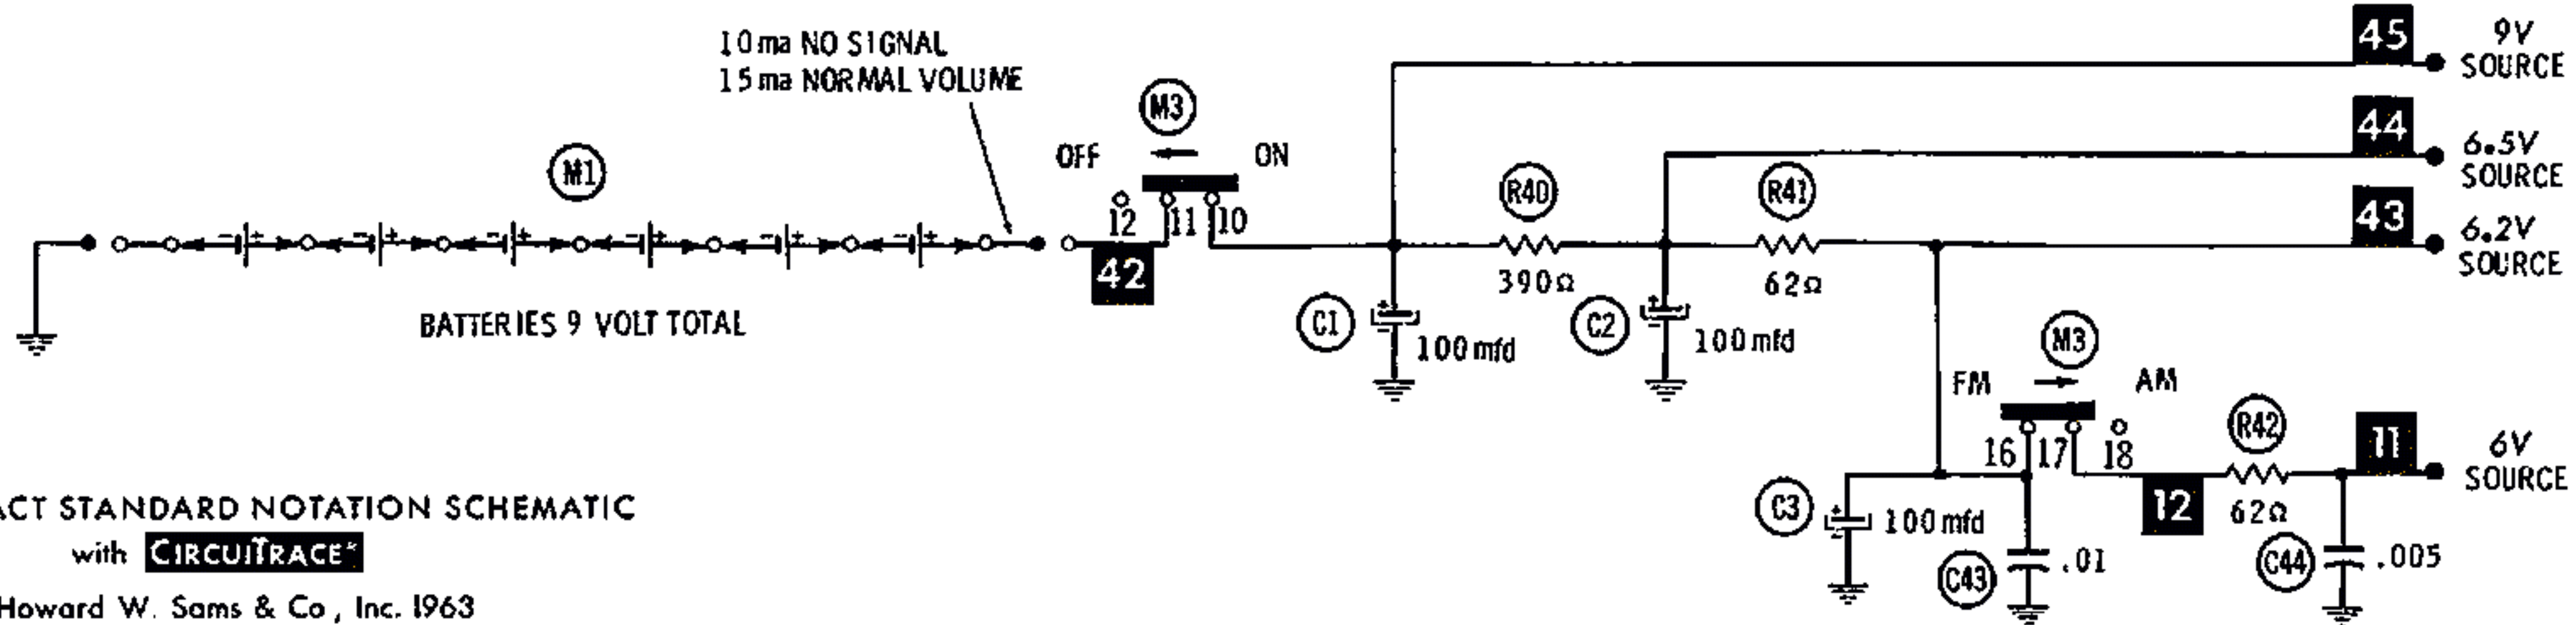 10 ma NO SIGNAL
15 ma NORMAL VOLUME
M3
OFF
ON
12
11
10
42
M1
- + - + - + - + - + - +
BATTERIES 9 VOLT TOTAL
45
9V
SOURCE
44
6.5V
SOURCE
43
6.2V
SOURCE
R40
390Ω
R41
62Ω
C1
+
-
100 mfd
C2
+
-
100 mfd
M3
FM
AM
16
17
18
C3
+
-
100 mfd
C43
.01
12
R42
62Ω
C44
.005
11
6V
SOURCE
ACT STANDARD NOTATION SCHEMATIC
with CIRCUITRACE*
Howard W. Sams & Co., Inc. 1963